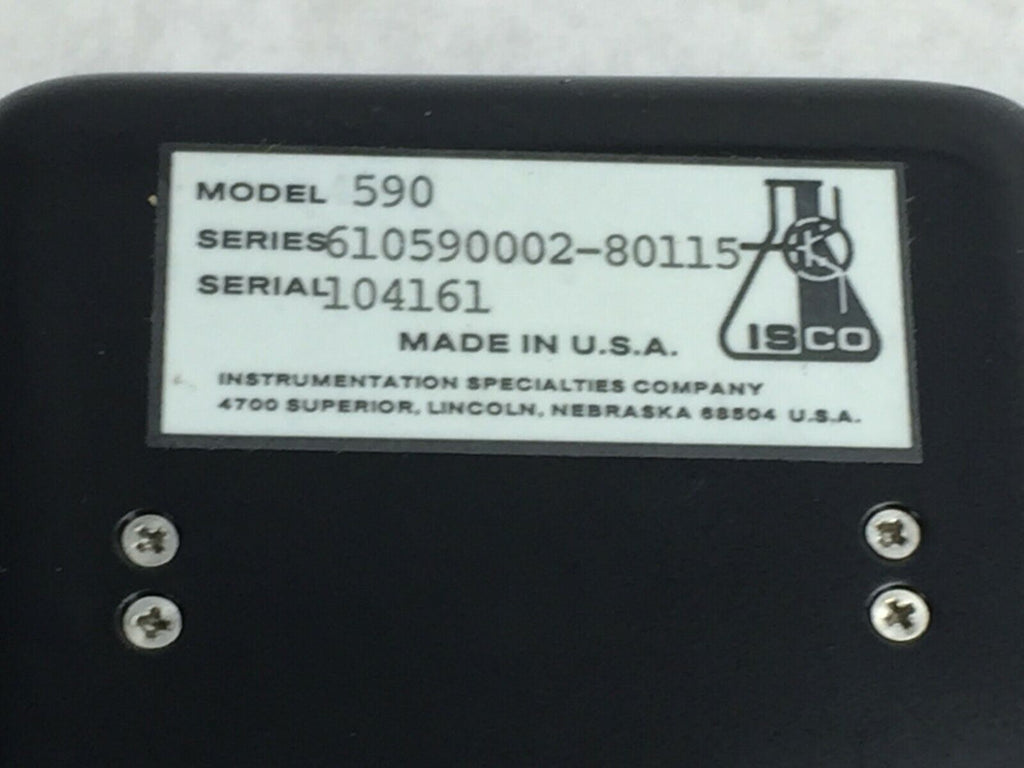 MODEL 590
SERIES 610590002-80115
SERIAL 104161
MADE IN U.S.A.
ISCO
INSTRUMENTATION SPECIALTIES COMPANY
4700 SUPERIOR, LINCOLN, NEBRASKA 68504 U.S.A.